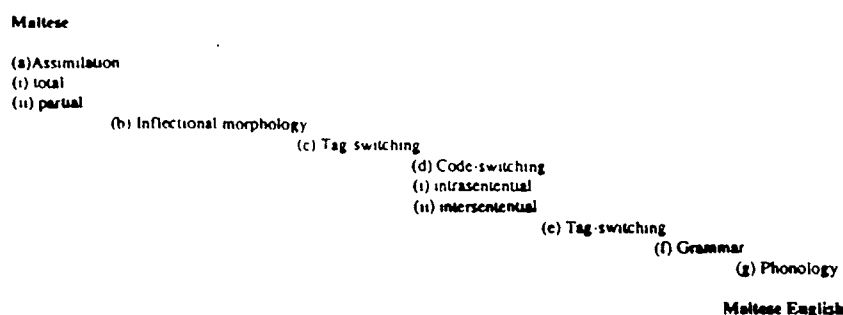 Maltese
(a)Assimilation
(i) total
(ii) partial
(b) Inflectional morphology
(c) Tag switching
(d) Code-switching
(i) intrasentential
(ii) intersentential
(e) Tag-switching
(f) Grammar
(g) Phonology
Maltese English